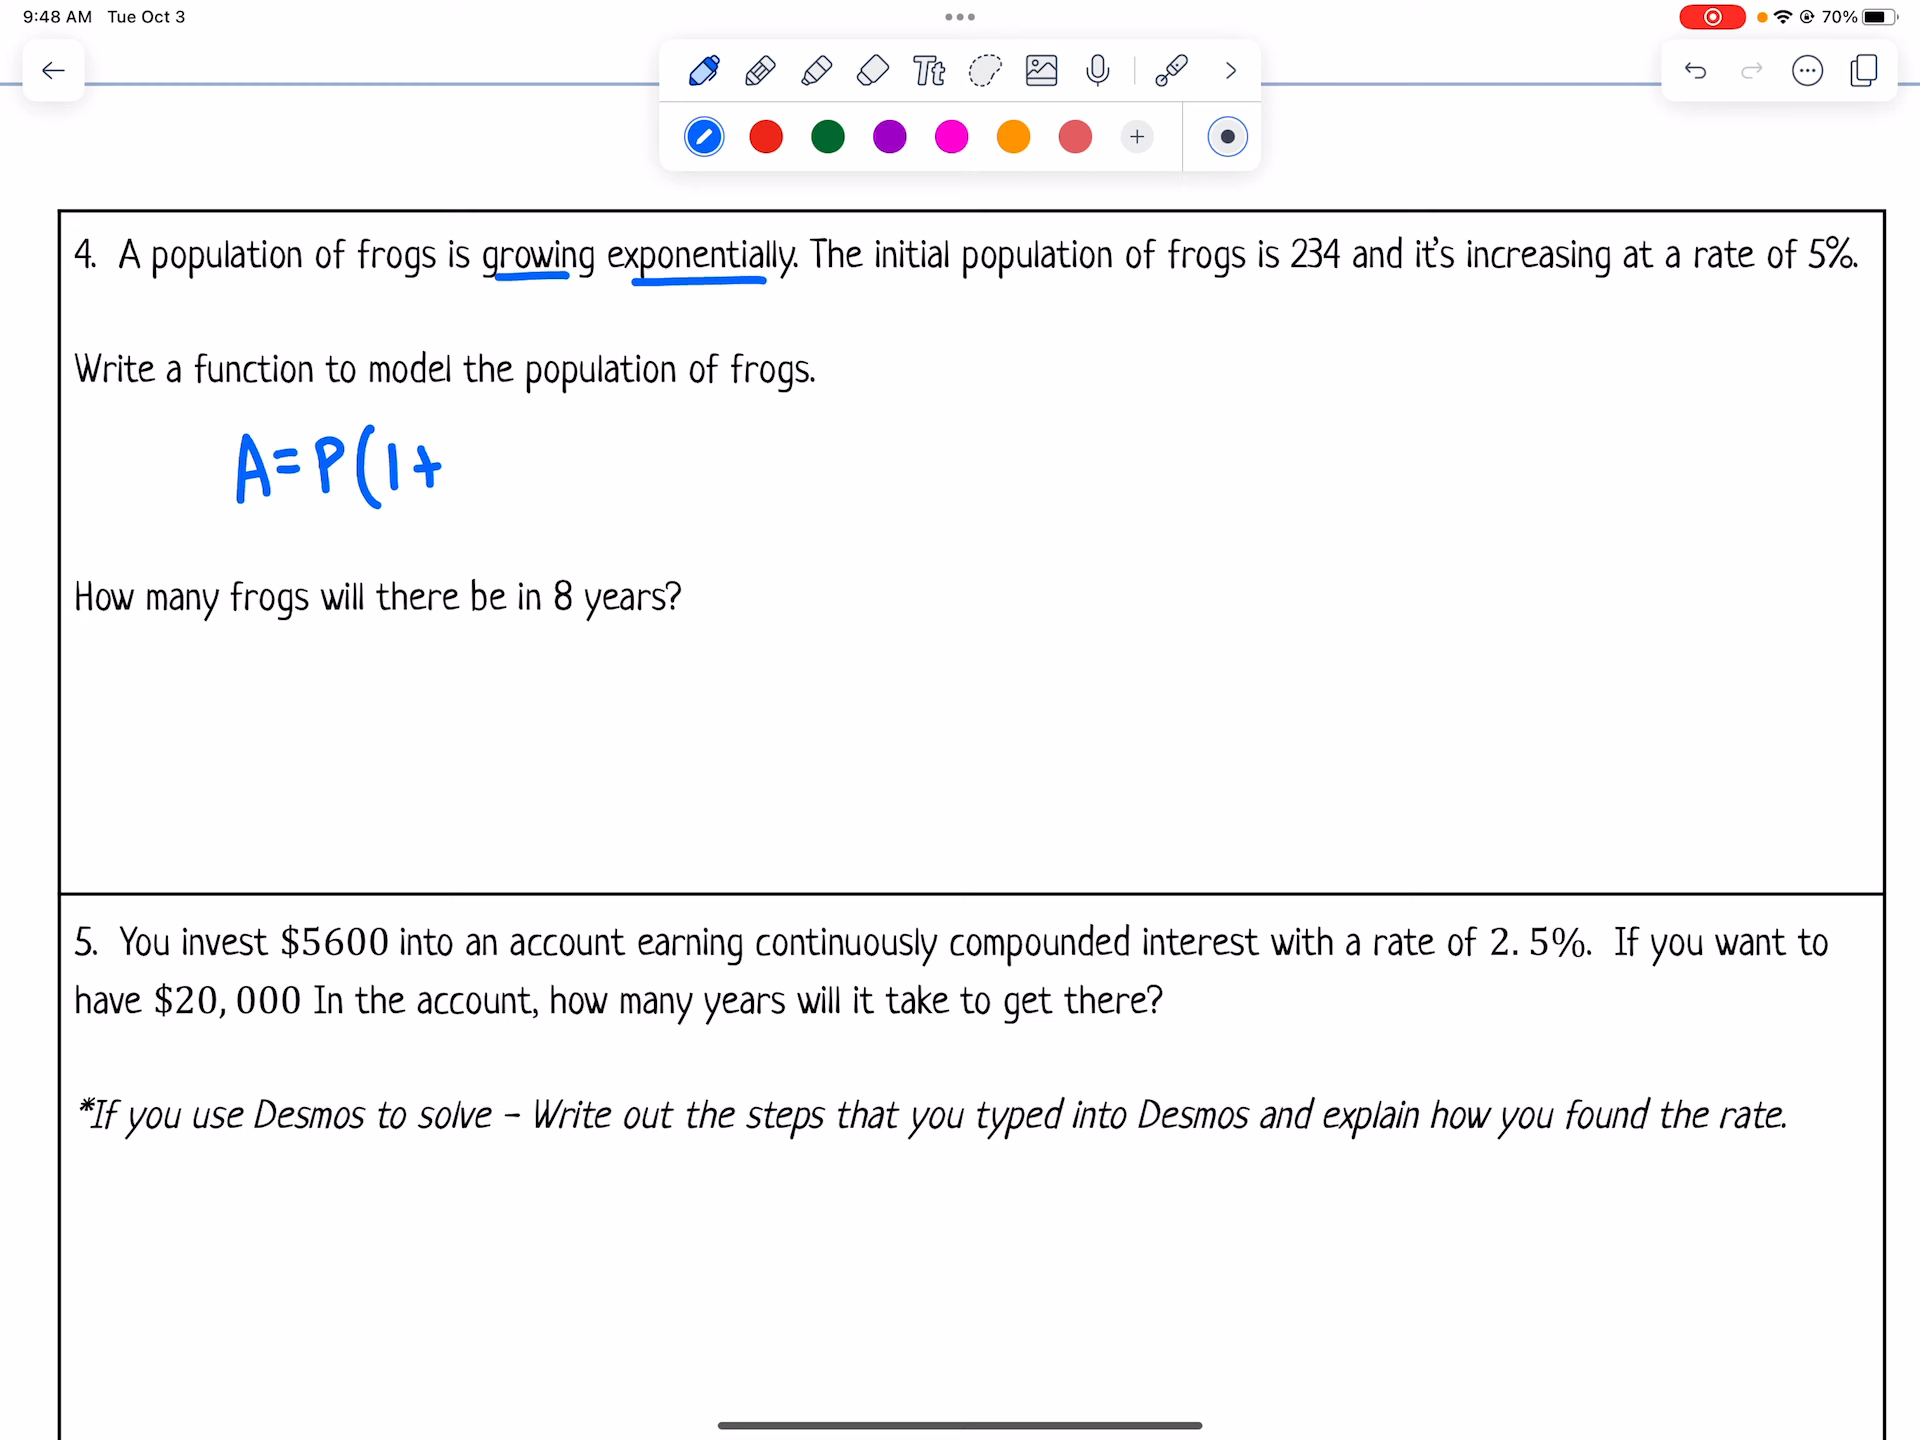 9:48 AM Tue Oct 3
70%
Tt
4. A population of frogs is growing exponentially. The initial population of frogs is 234 and it's increasing at a rate of 5%.
Write a function to model the population of frogs.
A=P(1+
How many frogs will there be in 8 years?
5. You invest $5600 into an account earning continuously compounded interest with a rate of 2.5%. If you want to
have $20,000 In the account, how many years will it take to get there?
*If you use Desmos to solve – Write out the steps that you typed into Desmos and explain how you found the rate.